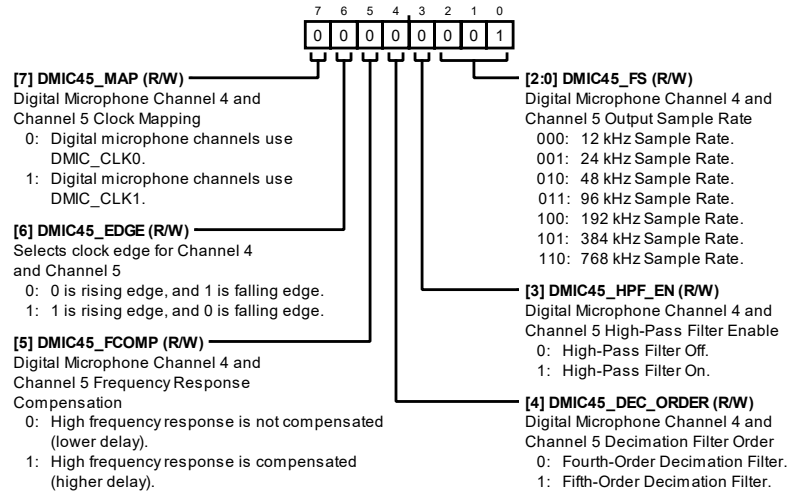 7 6 5 4 3 2 1 0
0 0 0 0 0 0 0 1
[7] DMIC45_MAP (R/W)
Digital Microphone Channel 4 and
Channel 5 Clock Mapping
0: Digital microphone channels use
DMIC_CLK0.
1: Digital microphone channels use
DMIC_CLK1.
[6] DMIC45_EDGE (R/W)
Selects clock edge for Channel 4
and Channel 5
0: 0 is rising edge, and 1 is falling edge.
1: 1 is rising edge, and 0 is falling edge.
[5] DMIC45_FCOMP (R/W)
Digital Microphone Channel 4 and
Channel 5 Frequency Response
Compensation
0: High frequency response is not compensated
(lower delay).
1: High frequency response is compensated
(higher delay).
[2:0] DMIC45_FS (R/W)
Digital Microphone Channel 4 and
Channel 5 Output Sample Rate
000: 12 kHz Sample Rate.
001: 24 kHz Sample Rate.
010: 48 kHz Sample Rate.
011: 96 kHz Sample Rate.
100: 192 kHz Sample Rate.
101: 384 kHz Sample Rate.
110: 768 kHz Sample Rate.
[3] DMIC45_HPF_EN (R/W)
Digital Microphone Channel 4 and
Channel 5 High-Pass Filter Enable
0: High-Pass Filter Off.
1: High-Pass Filter On.
[4] DMIC45_DEC_ORDER (R/W)
Digital Microphone Channel 4 and
Channel 5 Decimation Filter Order
0: Fourth-Order Decimation Filter.
1: Fifth-Order Decimation Filter.